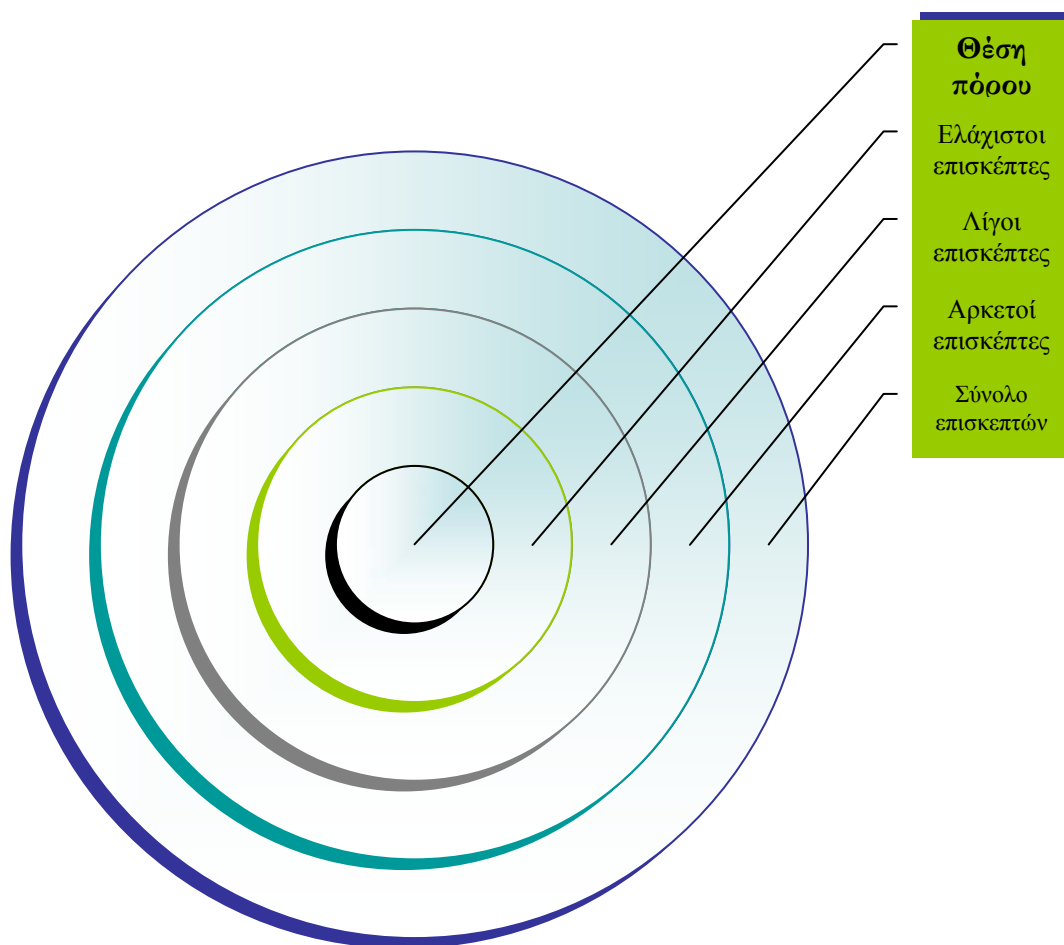 Θέση
πόρου
Ελάχιστοι
επισκέπτες
Λίγοι
επισκέπτες
Αρκετοί
επισκέπτες
Σύνολο
επισκεπτών